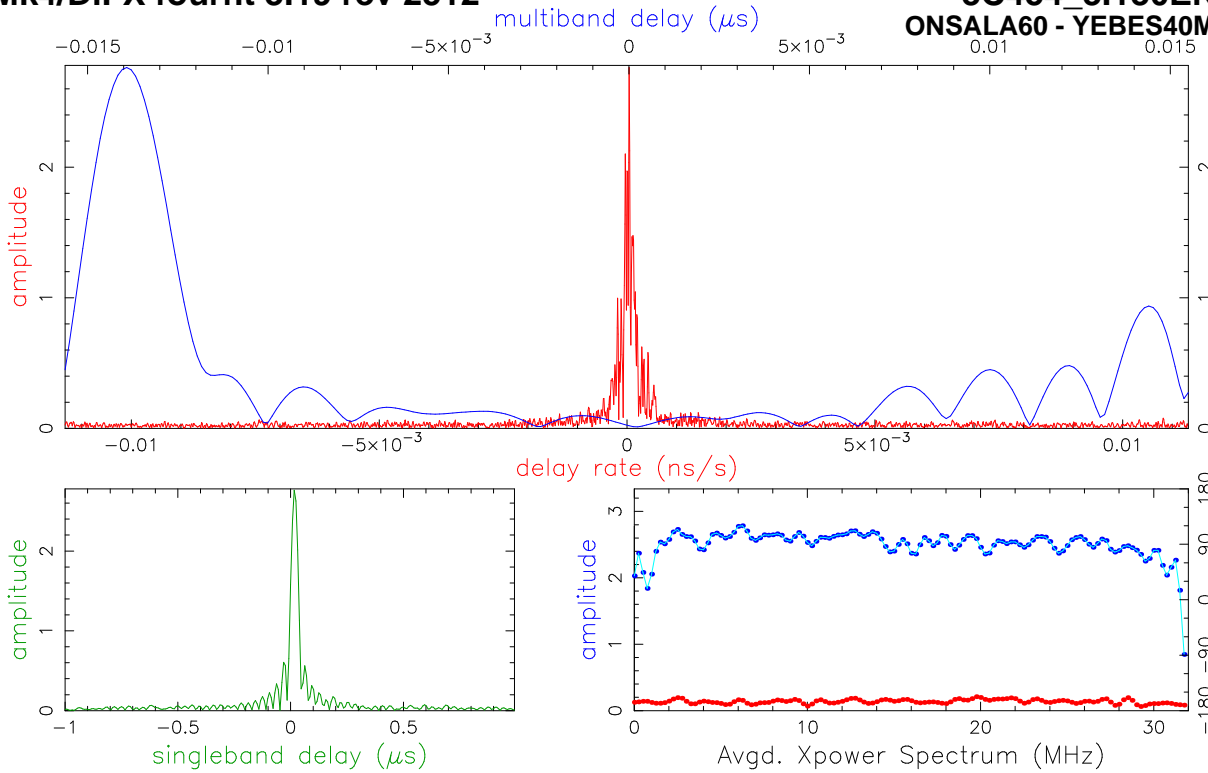 multiband delay (μs)
ONSALA60 - YEBES40M
−0.015 −0.01 −5×10⁻³ 0 5×10⁻³ 0.01 0.015
amplitude
2
1
0
2
1
0
−0.01 −5×10⁻³ 0 5×10⁻³ 0.01
delay rate (ns/s)
amplitude
2
1
0
−1 −0.5 0 0.5
singleband delay (μs)
amplitude
3
2
1
0
180
90
0
−90
−180
0 10 20 30
Avgd. Xpower Spectrum (MHz)